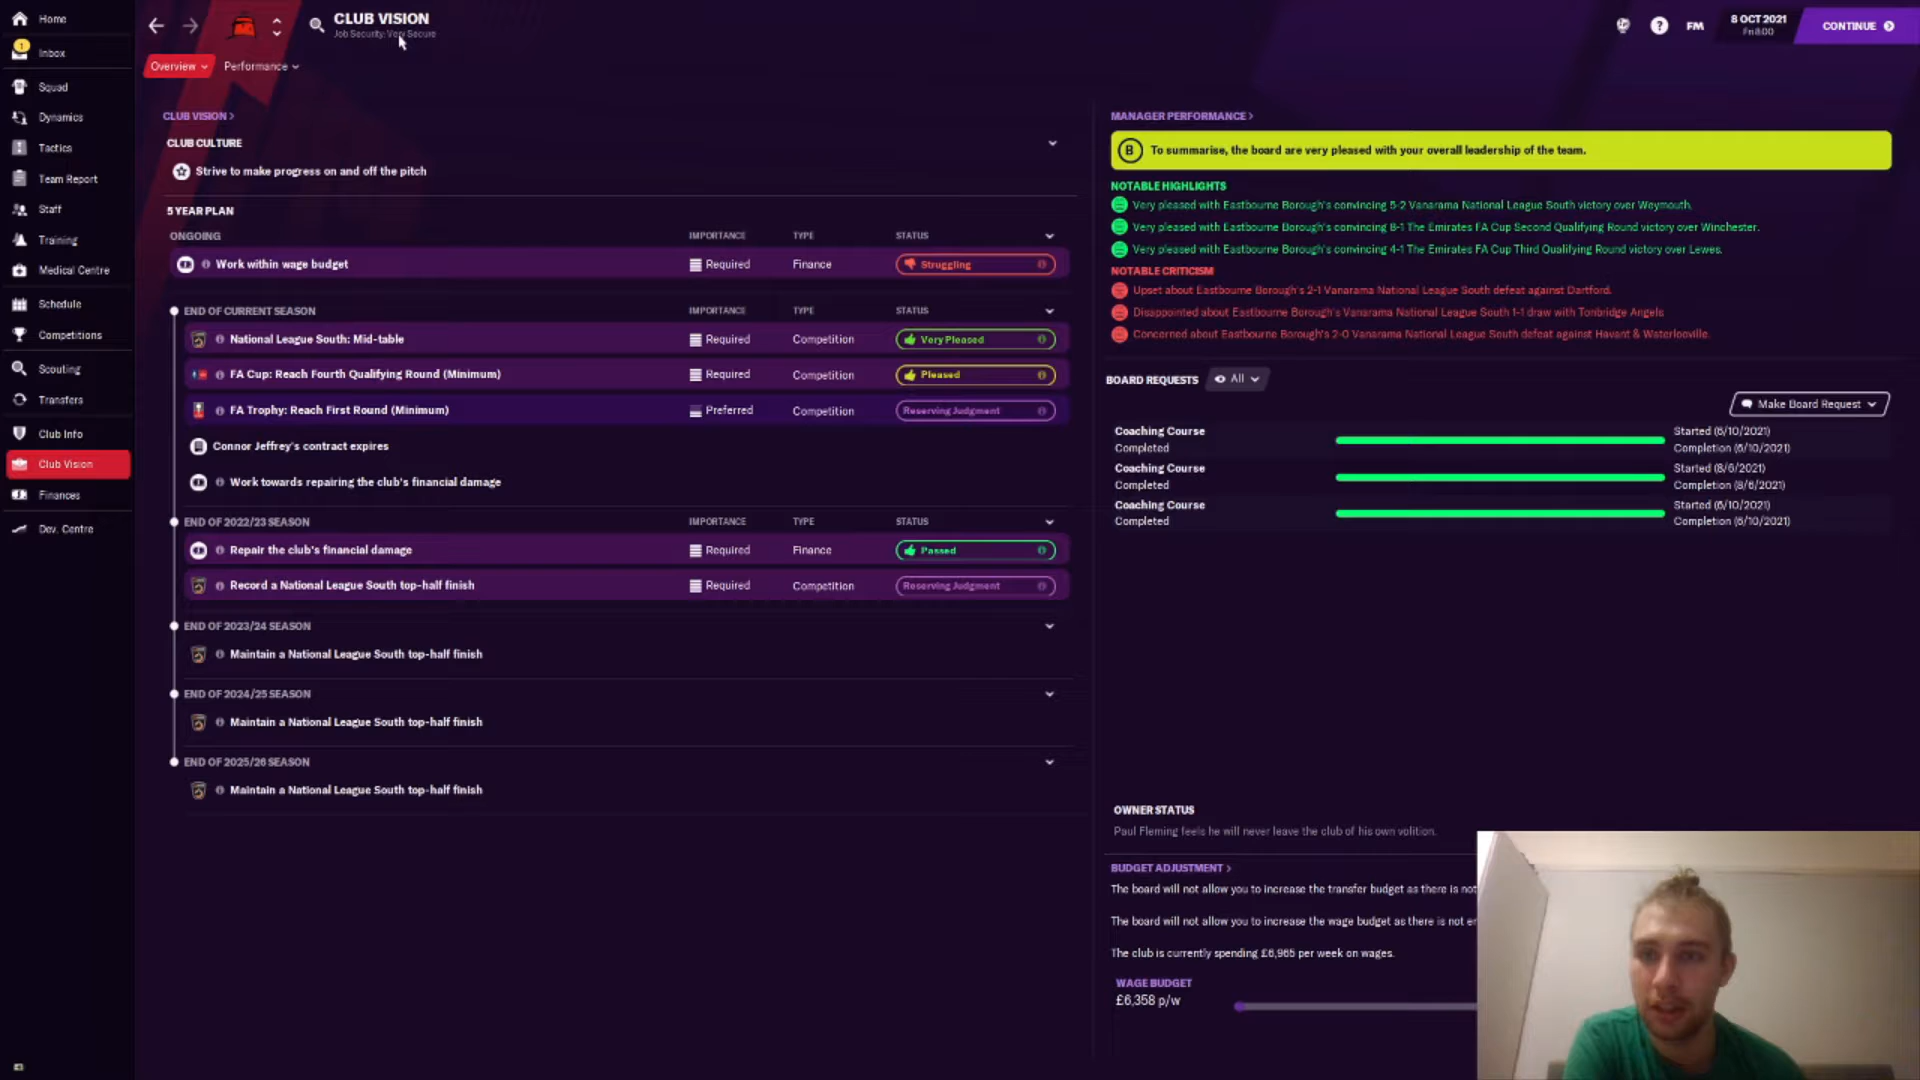 Home
1
Inbox
Squad
Dynamics
Tactics
Team Report
Staff
Training
Medical Centre
Schedule
Competitions
Scouting
Transfers
Club Info
Club Vision
Finances
Dev. Centre
CLUB VISION
Job Security: Very Secure
FM
8 OCT 2021
Fri 8:00
CONTINUE
Overview
Performance
CLUB VISION >
CLUB CULTURE
Strive to make progress on and off the pitch
5 YEAR PLAN
ONGOING IMPORTANCE TYPE STATUS
Work within wage budget Required Finance Struggling
END OF CURRENT SEASON IMPORTANCE TYPE STATUS
National League South: Mid-table Required Competition Very Pleased
FA Cup: Reach Fourth Qualifying Round (Minimum) Required Competition Pleased
FA Trophy: Reach First Round (Minimum) Preferred Competition Reserving Judgment
Connor Jeffrey's contract expires
Work towards repairing the club's financial damage
END OF 2022/23 SEASON IMPORTANCE TYPE STATUS
Repair the club's financial damage Required Finance Passed
Record a National League South top-half finish Required Competition Reserving Judgment
END OF 2023/24 SEASON
Maintain a National League South top-half finish
END OF 2024/25 SEASON
Maintain a National League South top-half finish
END OF 2025/26 SEASON
Maintain a National League South top-half finish
MANAGER PERFORMANCE >
B To summarise, the board are very pleased with your overall leadership of the team.
NOTABLE HIGHLIGHTS
Very pleased with Eastbourne Borough's convincing 5-2 Vanarama National League South victory over Weymouth.
Very pleased with Eastbourne Borough's convincing 8-1 The Emirates FA Cup Second Qualifying Round victory over Winchester.
Very pleased with Eastbourne Borough's convincing 4-1 The Emirates FA Cup Third Qualifying Round victory over Lewes.
NOTABLE CRITICISM
Upset about Eastbourne Borough's 2-1 Vanarama National League South defeat against Dartford.
Disappointed about Eastbourne Borough's Vanarama National League South 1-1 draw with Tonbridge Angels
Concerned about Eastbourne Borough's 2-0 Vanarama National League South defeat against Havant & Waterlooville.
BOARD REQUESTS All
Make Board Request
Coaching Course Started (6/10/2021)
Completed Completion (6/10/2021)
Coaching Course Started (8/6/2021)
Completed Completion (8/6/2021)
Coaching Course Started (6/10/2021)
Completed Completion (6/10/2021)
OWNER STATUS
Paul Fleming feels he will never leave the club of his own volition.
BUDGET ADJUSTMENT >
The board will not allow you to increase the transfer budget as there is not
The board will not allow you to increase the wage budget as there is not
The club is currently spending £6,965 per week on wages.
WAGE BUDGET
£6,358 p/w